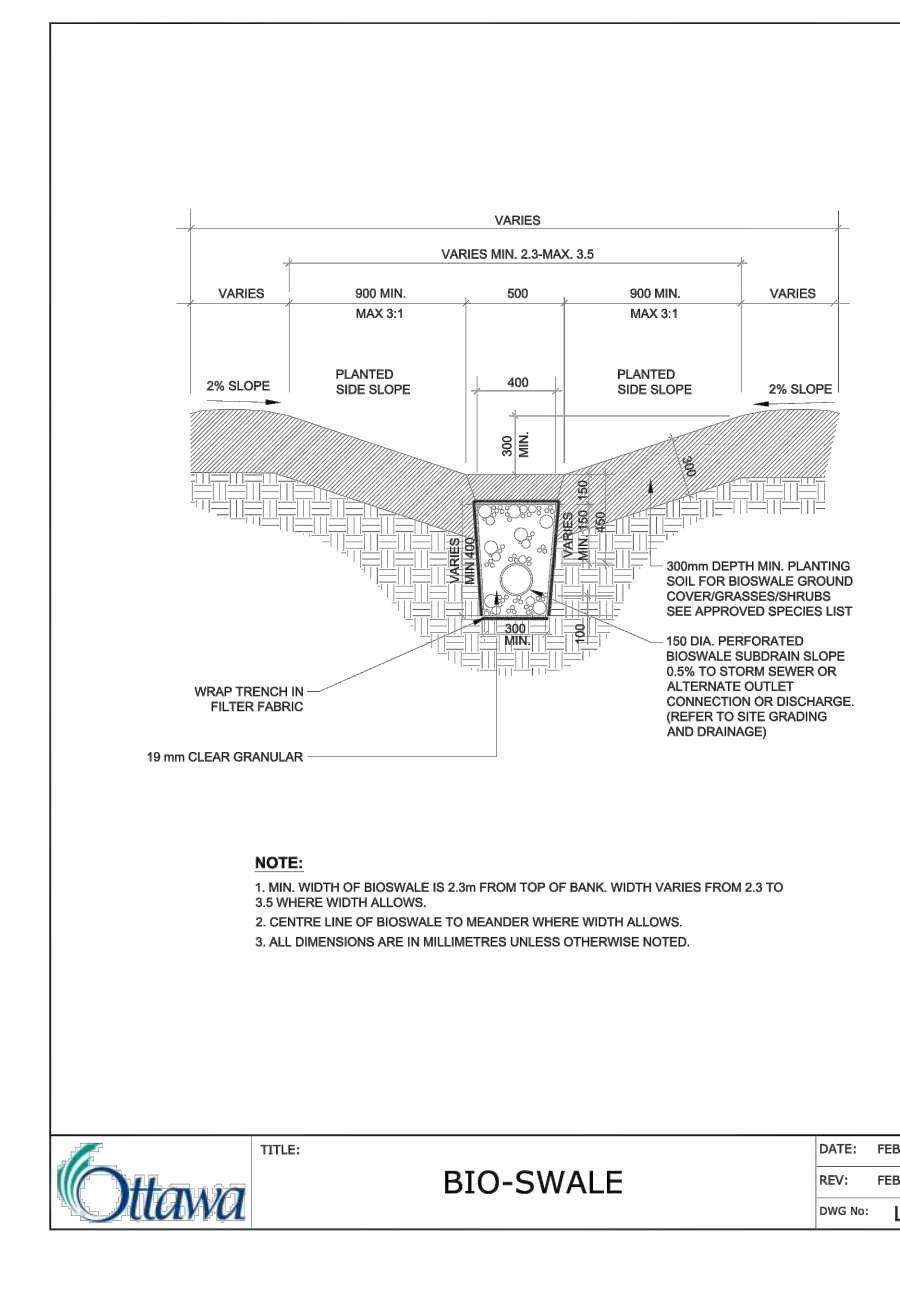 VARIES
VARIES MIN. 2.3-MAX. 3.5
VARIES
900 MIN.
500
900 MIN.
VARIES
MAX 3:1
MAX 3:1
PLANTED
SIDE SLOPE
PLANTED
SIDE SLOPE
2% SLOPE
400
2% SLOPE
300
MIN.
300
150
VARIES
MIN. 150
450
VARIES
MIN 400
300mm DEPTH MIN. PLANTING
SOIL FOR BIOSWALE GROUND
COVER/GRASSES/SHRUBS
SEE APPROVED SPECIES LIST
300
MIN.
100
150 DIA. PERFORATED
BIOSWALE SUBDRAIN SLOPE
0.5% TO STORM SEWER OR
ALTERNATE OUTLET
CONNECTION OR DISCHARGE.
(REFER TO SITE GRADING
AND DRAINAGE)
WRAP TRENCH IN
FILTER FABRIC
19 mm CLEAR GRANULAR
NOTE:
1. MIN. WIDTH OF BIOSWALE IS 2.3m FROM TOP OF BANK. WIDTH VARIES FROM 2.3 TO
3.5 WHERE WIDTH ALLOWS.
2. CENTRE LINE OF BIOSWALE TO MEANDER WHERE WIDTH ALLOWS.
3. ALL DIMENSIONS ARE IN MILLIMETRES UNLESS OTHERWISE NOTED.
Ottawa
TITLE:
BIO-SWALE
DATE: FEB
REV: FEB
DWG No: L